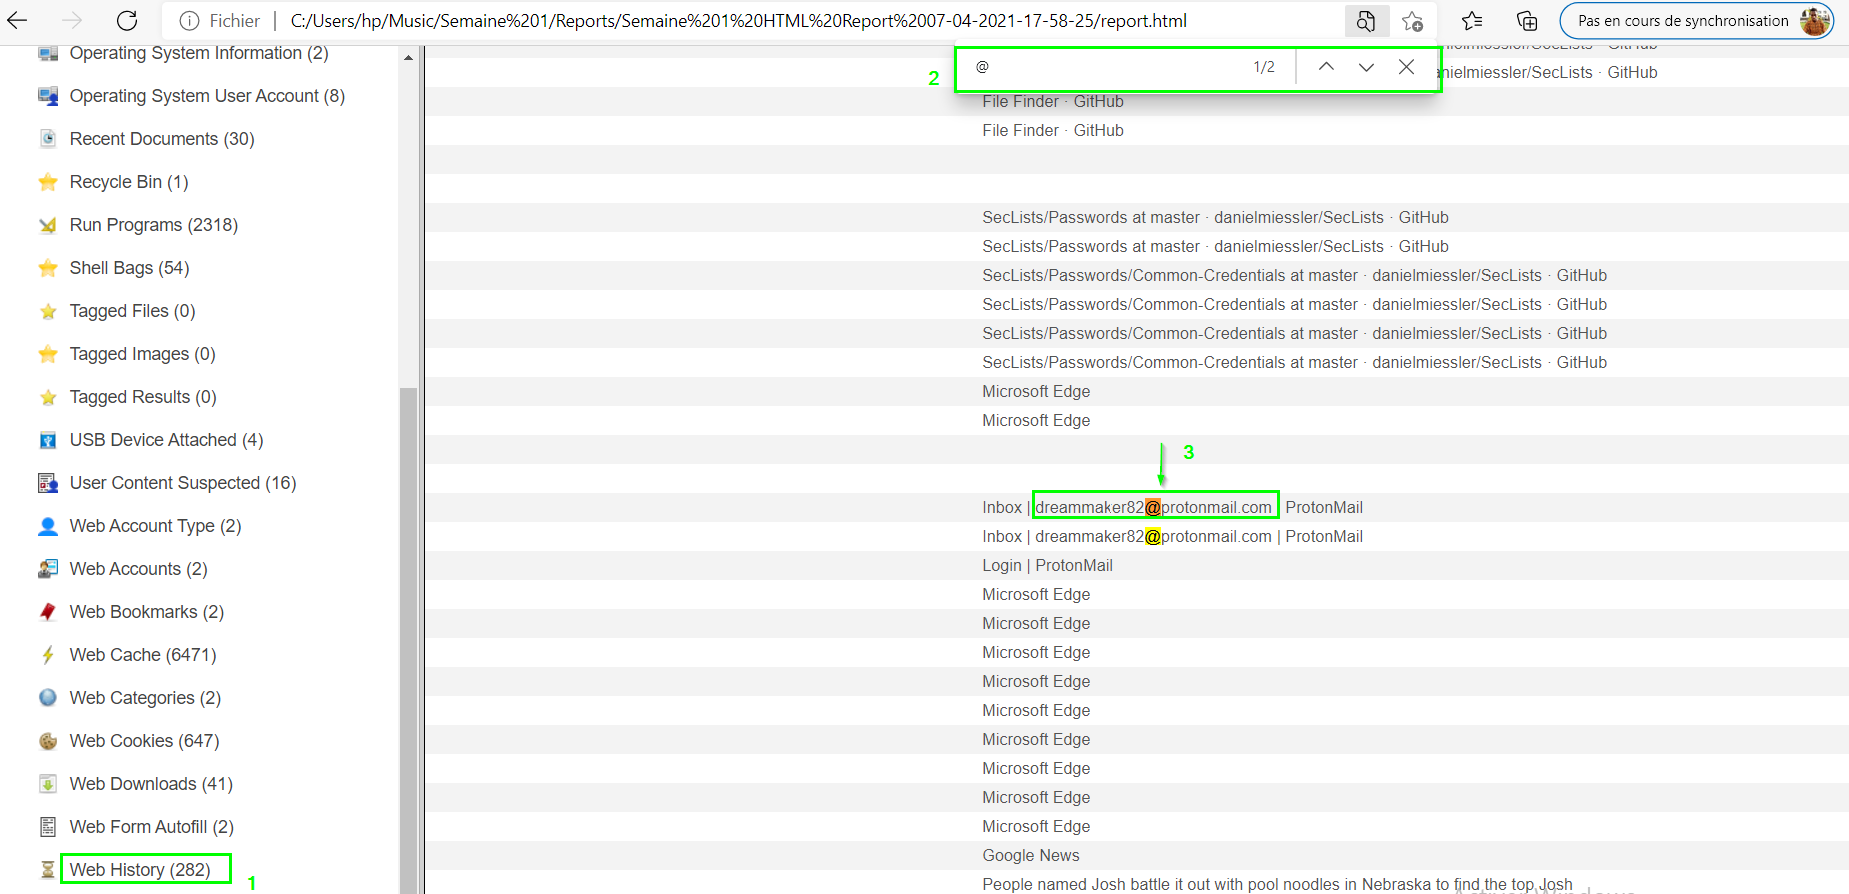 Fichier
C:/Users/hp/Music/Semaine%201/Reports/Semaine%201%20HTML%20Report%2007-04-2021-17-58-25/report.html
Pas en cours de synchronisation
Operating System Information (2)
Operating System User Account (8)
Recent Documents (30)
Recycle Bin (1)
Run Programs (2318)
Shell Bags (54)
Tagged Files (0)
Tagged Images (0)
Tagged Results (0)
USB Device Attached (4)
User Content Suspected (16)
Web Account Type (2)
Web Accounts (2)
Web Bookmarks (2)
Web Cache (6471)
Web Categories (2)
Web Cookies (647)
Web Downloads (41)
Web Form Autofill (2)
Web History (282)
1
2
@
1/2
nielmiessler/SecLists · GitHub
File Finder · GitHub
File Finder · GitHub
SecLists/Passwords at master · danielmiessler/SecLists · GitHub
SecLists/Passwords at master · danielmiessler/SecLists · GitHub
SecLists/Passwords/Common-Credentials at master · danielmiessler/SecLists · GitHub
SecLists/Passwords/Common-Credentials at master · danielmiessler/SecLists · GitHub
SecLists/Passwords/Common-Credentials at master · danielmiessler/SecLists · GitHub
SecLists/Passwords/Common-Credentials at master · danielmiessler/SecLists · GitHub
Microsoft Edge
Microsoft Edge
3
Inbox | dreammaker82@protonmail.com ProtonMail
Inbox | dreammaker82@protonmail.com | ProtonMail
Login | ProtonMail
Microsoft Edge
Microsoft Edge
Microsoft Edge
Microsoft Edge
Microsoft Edge
Microsoft Edge
Microsoft Edge
Microsoft Edge
Microsoft Edge
Google News
People named Josh battle it out with pool noodles in Nebraska to find the top Josh